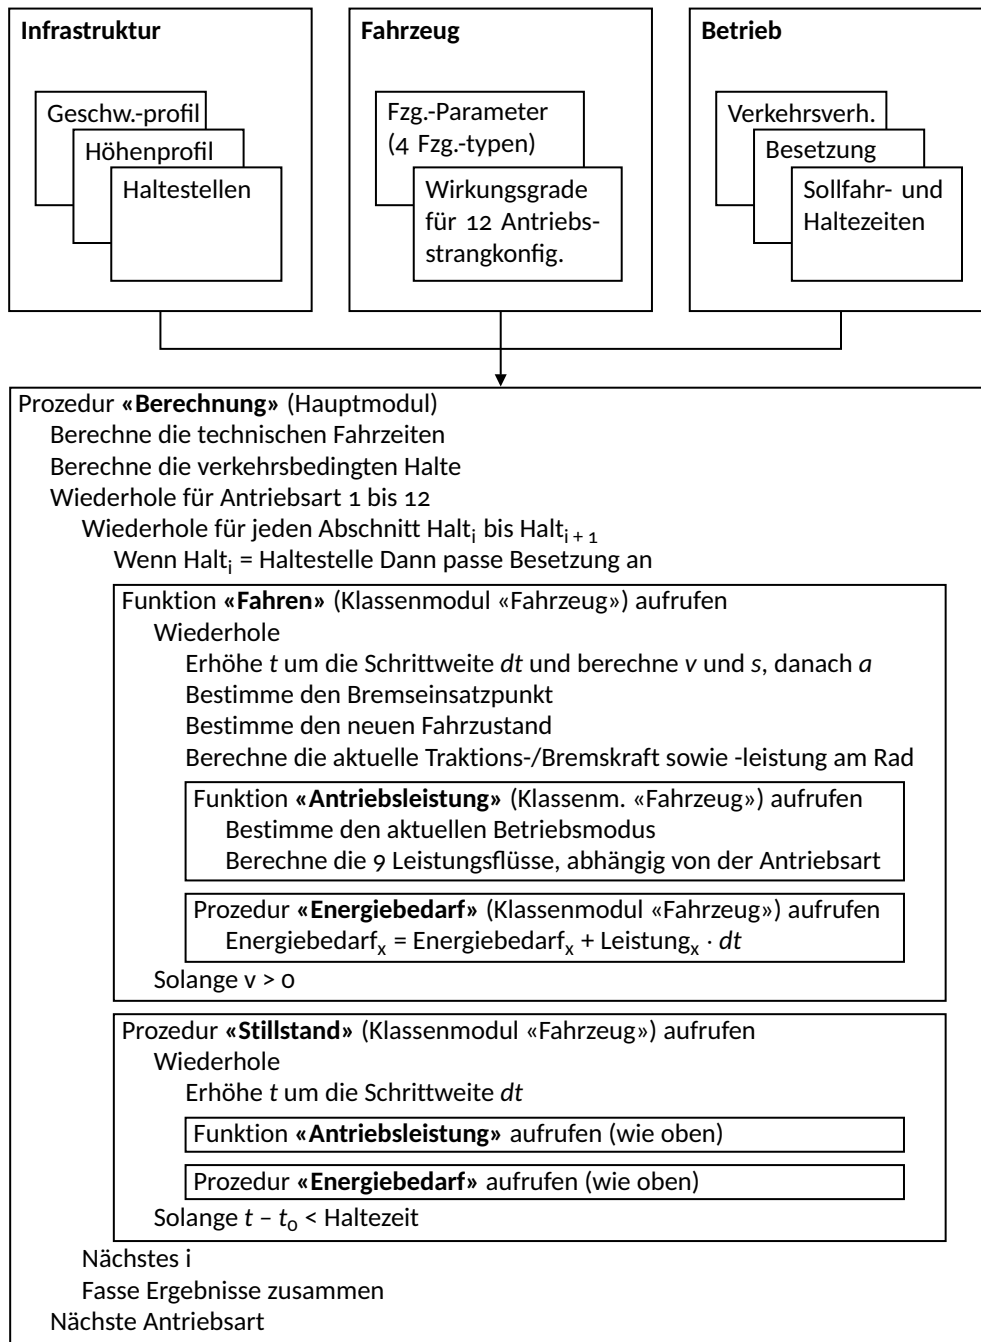 Infrastruktur
Geschw.-profil
Höhenprofil
Haltestellen
Fahrzeug
Fzg.-Parameter
(4 Fzg.-typen)
Wirkungsgrade
für 12 Antriebs-
strangkonfig.
Betrieb
Verkehrsverh.
Besetzung
Sollfahr- und
Haltezeiten
Prozedur «Berechnung» (Hauptmodul)
Berechne die technischen Fahrzeiten
Berechne die verkehrsbedingten Halte
Wiederhole für Antriebsart 1 bis 12
Wiederhole für jeden Abschnitt Halt_i bis Halt_{i + 1}
Wenn Halt_i = Haltestelle Dann passe Besetzung an
Funktion «Fahren» (Klassenmodul «Fahrzeug») aufrufen
Wiederhole
Erhöhe t um die Schrittweite dt und berechne v und s, danach a
Bestimme den Bremseinsatzpunkt
Bestimme den neuen Fahrzustand
Berechne die aktuelle Traktions-/Bremskraft sowie -leistung am Rad
Funktion «Antriebsleistung» (Klassenm. «Fahrzeug») aufrufen
Bestimme den aktuellen Betriebsmodus
Berechne die 9 Leistungsflüsse, abhängig von der Antriebsart
Prozedur «Energiebedarf» (Klassenmodul «Fahrzeug») aufrufen
Energiebedarf_x = Energiebedarf_x + Leistung_x · dt
Solange v > 0
Prozedur «Stillstand» (Klassenmodul «Fahrzeug») aufrufen
Wiederhole
Erhöhe t um die Schrittweite dt
Funktion «Antriebsleistung» aufrufen (wie oben)
Prozedur «Energiebedarf» aufrufen (wie oben)
Solange t – t_0 < Haltezeit
Nächstes i
Fasse Ergebnisse zusammen
Nächste Antriebsart